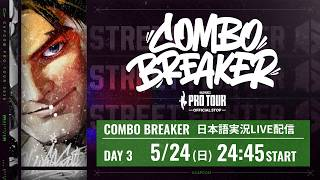 COMBO
BREAKER
PRO TOUR
OFFICIAL STOP
COMBO BREAKER 日本語実況LIVE配信
DAY 3 5/24(日) 24:45 START